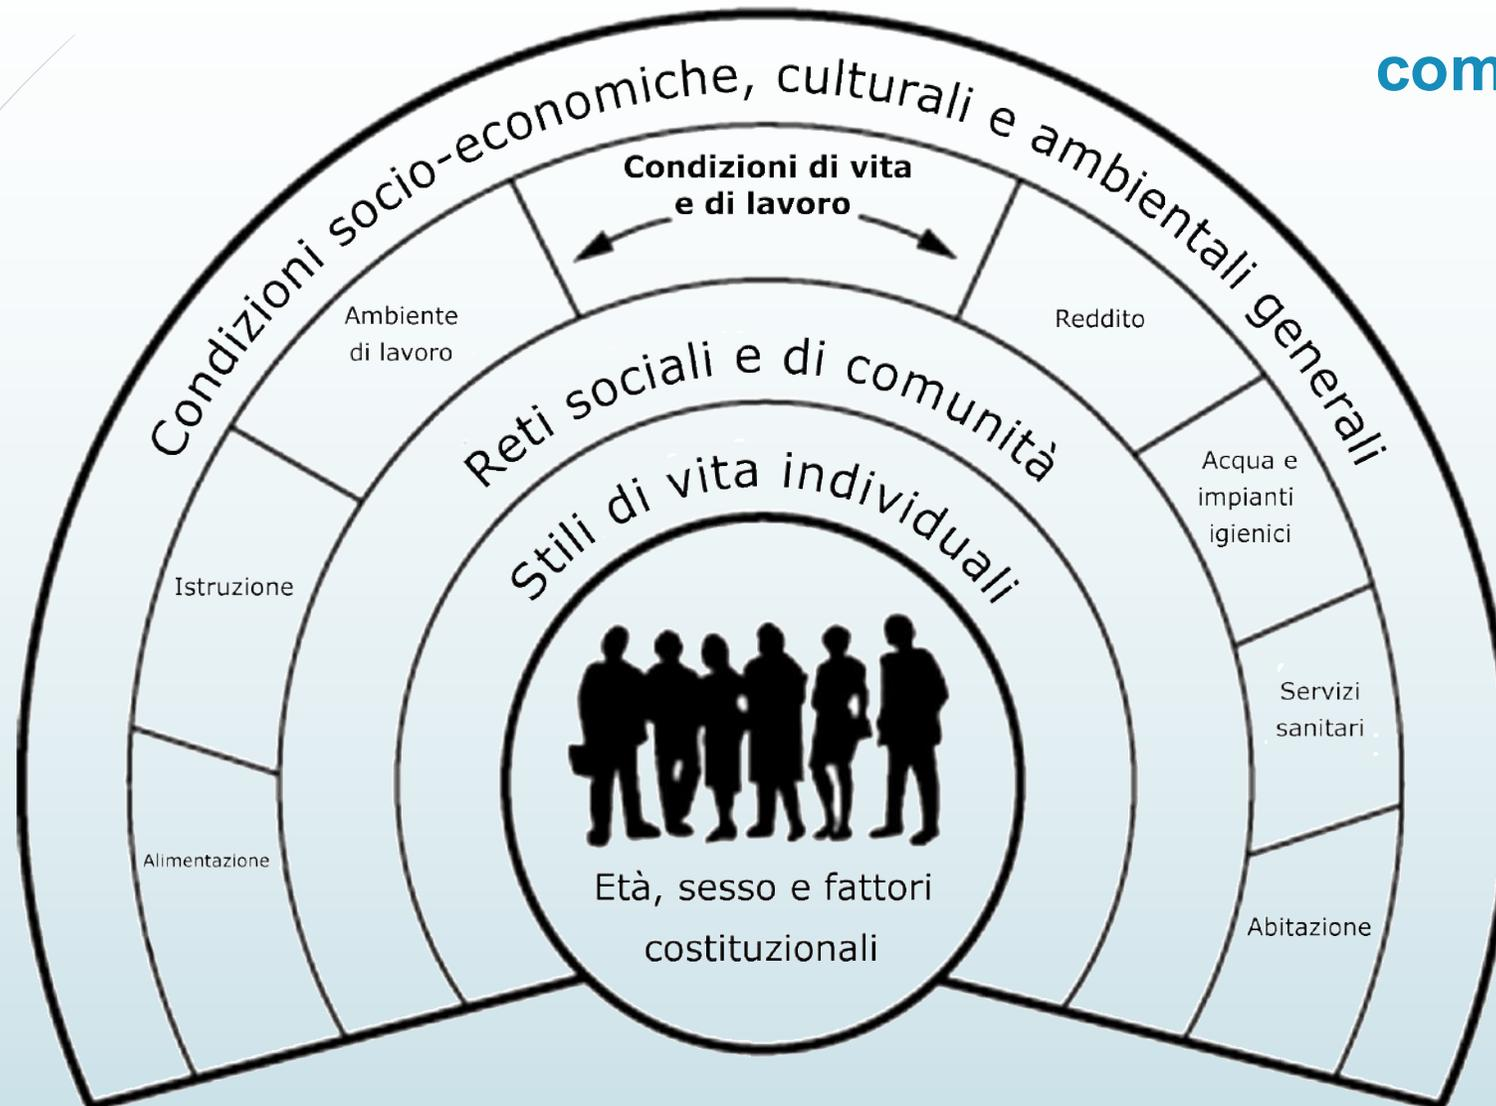 com
Condizioni socio-economiche, culturali e ambientali generali
Condizioni di vita
e di lavoro
Ambiente
di lavoro
Reddito
Reti sociali e di comunità
Acqua e
impianti
igienici
Stili di vita individuali
Istruzione
Servizi
sanitari
Alimentazione
Età, sesso e fattori
costituzionali
Abitazione